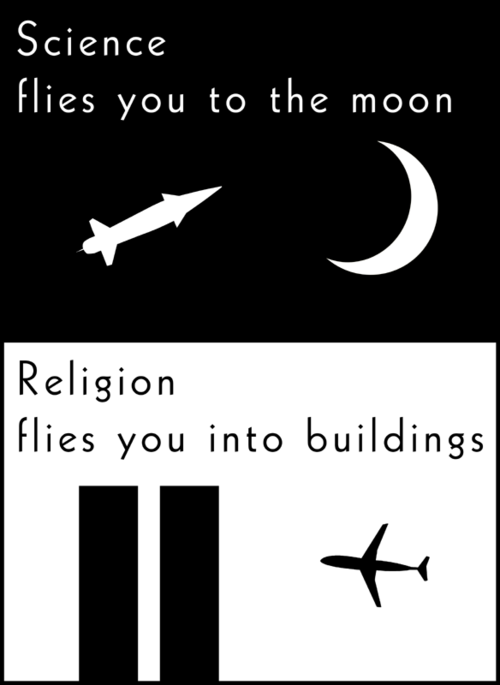 Science
flies you to the moon
Religion
flies you into buildings